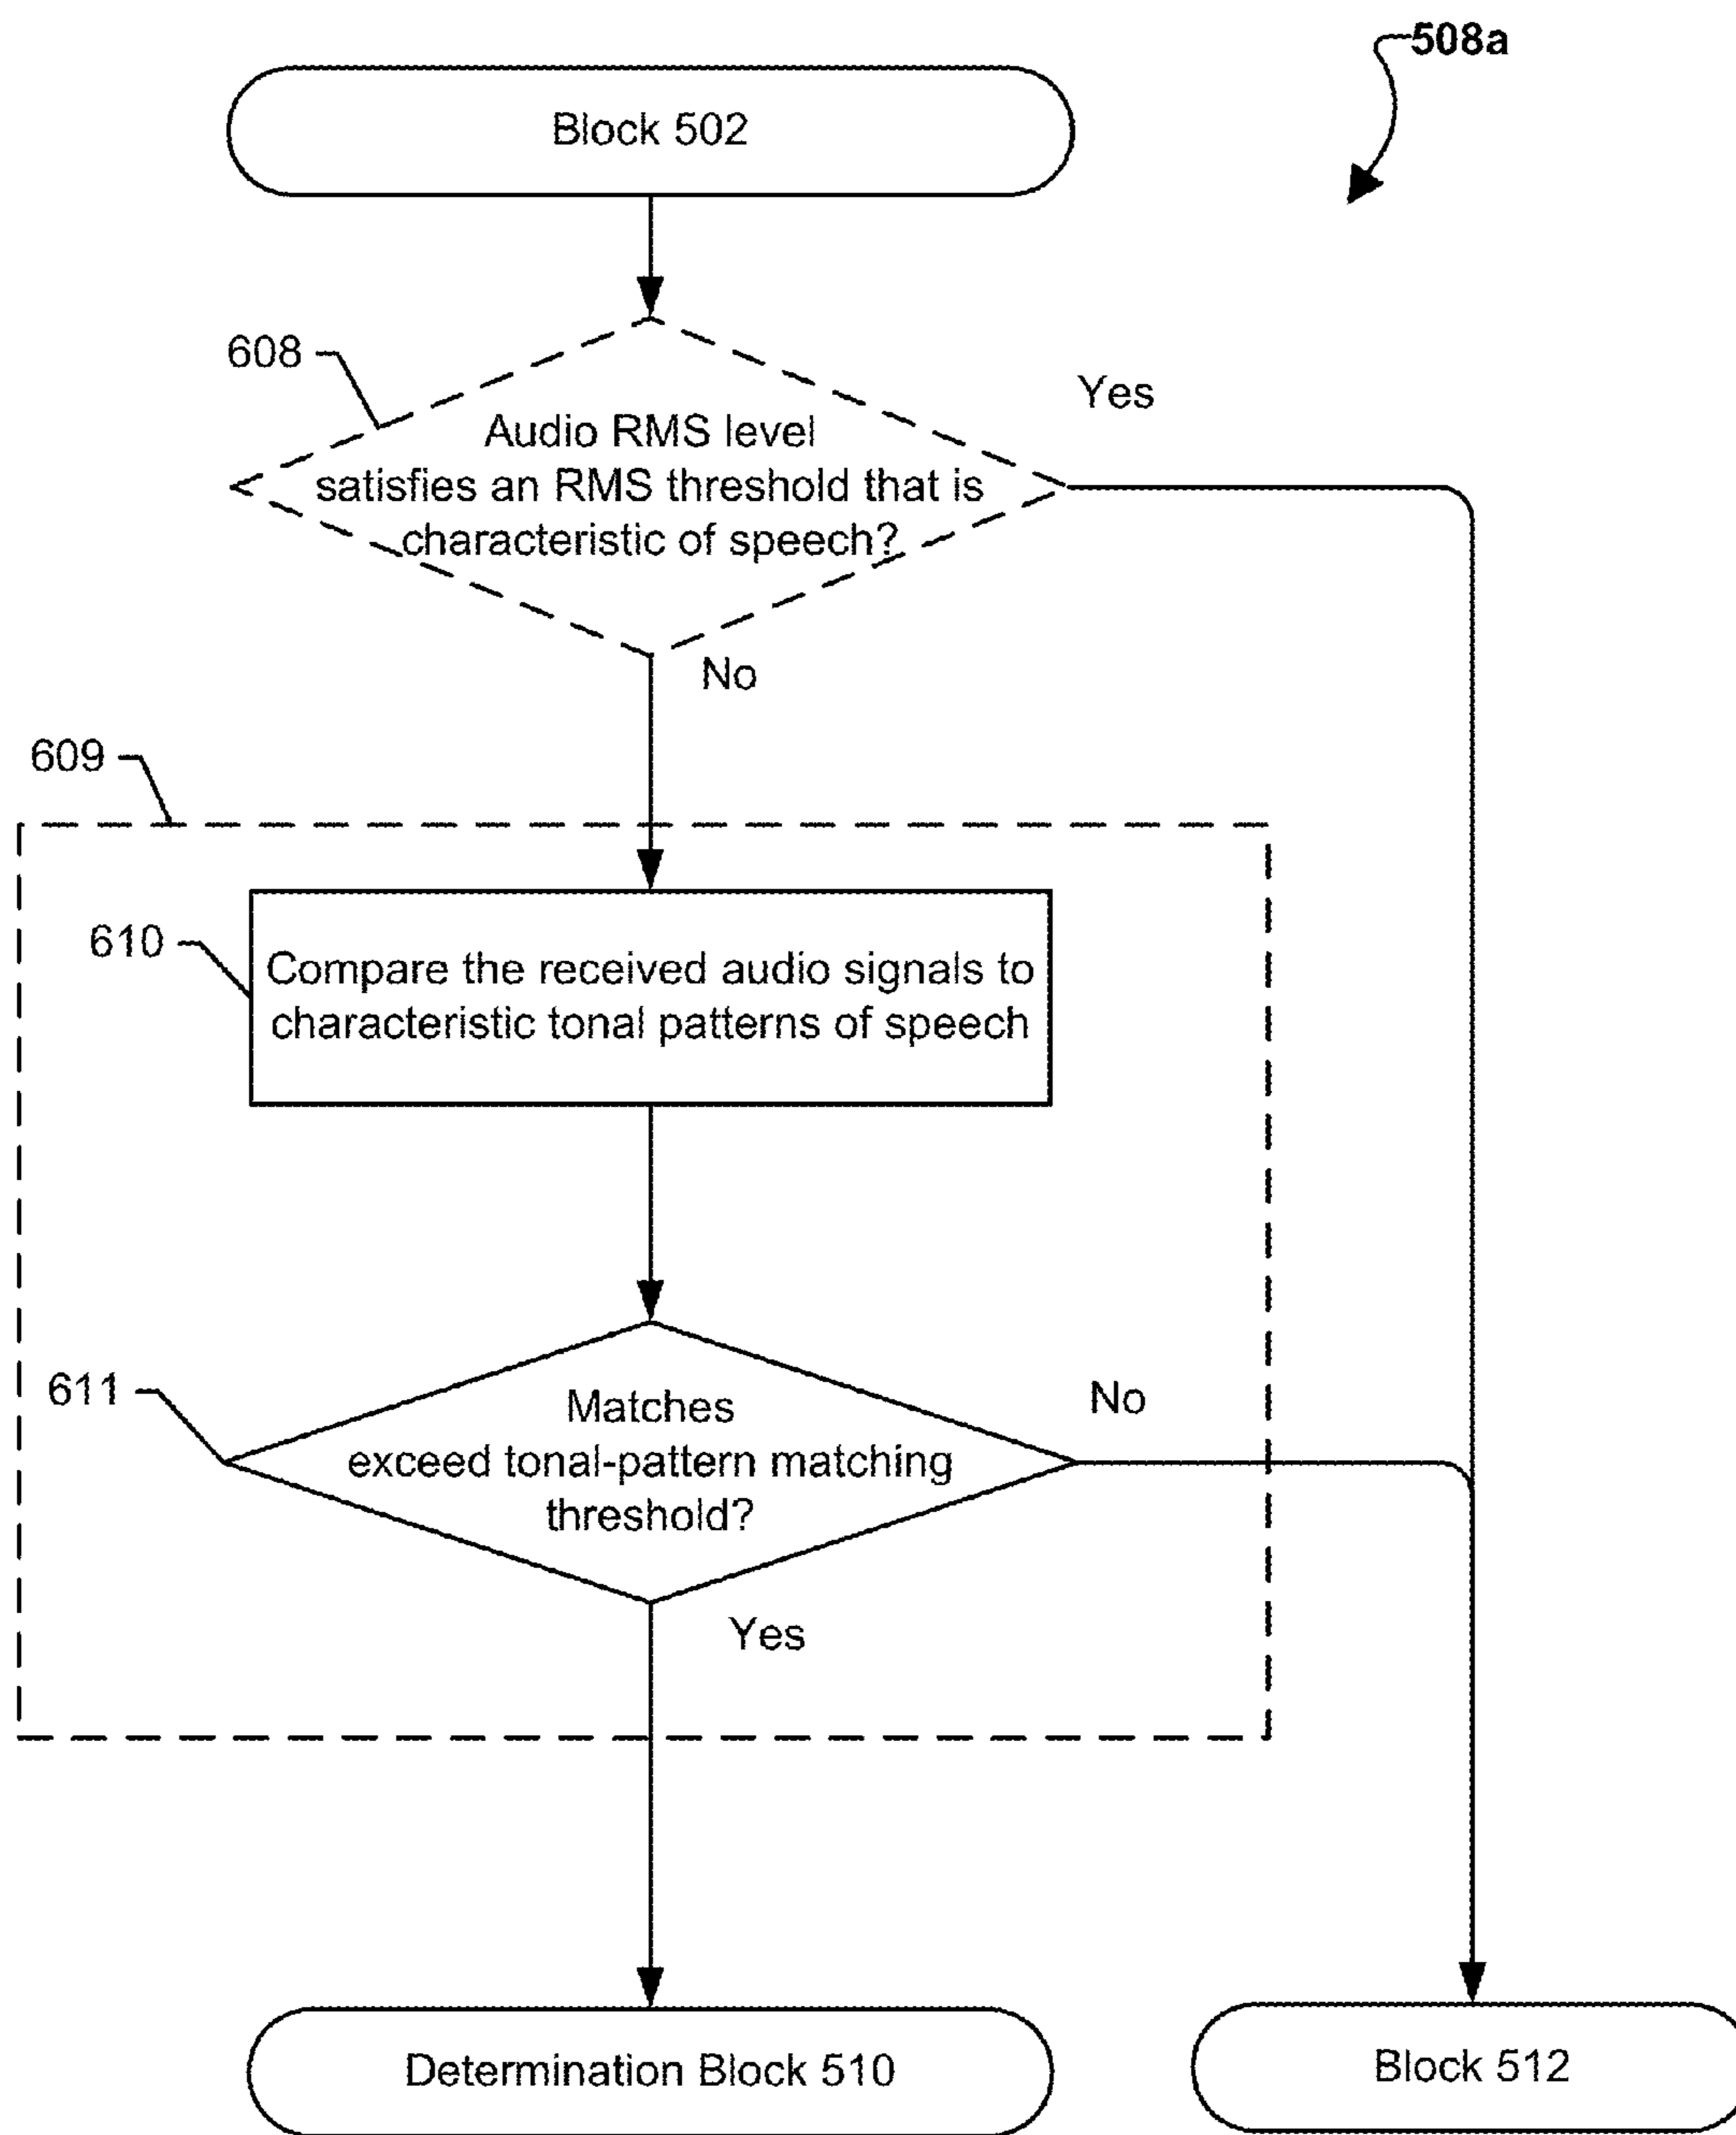 508a
Block 502
608
Yes
Audio RMS level
satisfies an RMS threshold that is
characteristic of speech?
No
609
610
Compare the received audio signals to
characteristic tonal patterns of speech
611
No
Matches
exceed tonal-pattern matching
threshold?
Yes
Determination Block 510
Block 512